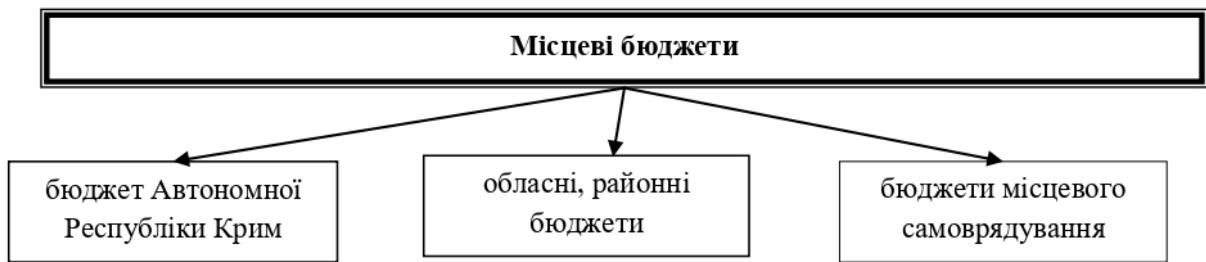 Місцеві бюджети
бюджет Автономної
Республіки Крим
обласні, районні
бюджети
бюджети місцевого
самоврядування